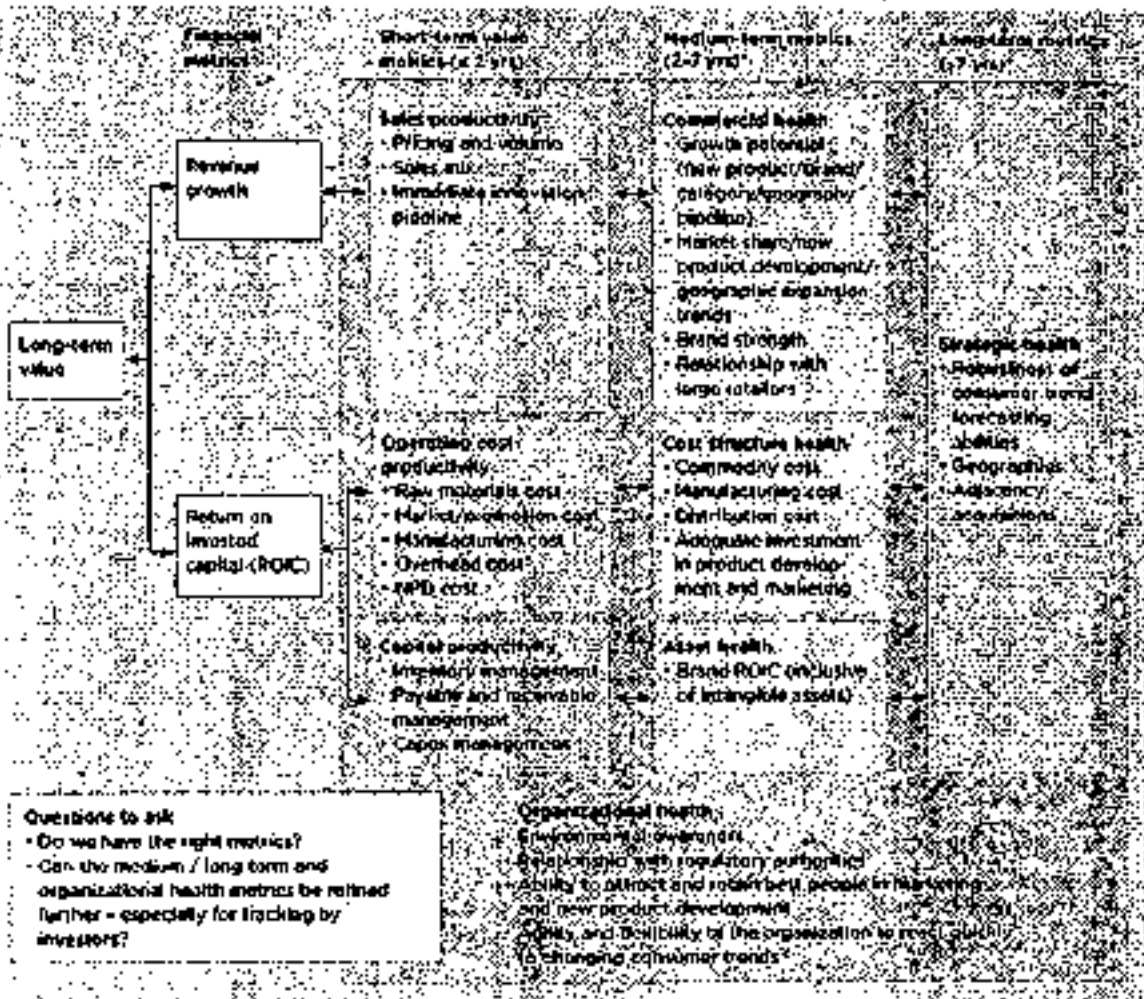 Financial
metrics
Short-term value
metrics (≤ 2 yrs)
Medium-term metrics
(2-7 yrs)
Long-term metrics
(>7 yrs)
Long-term
value
Revenue
growth
Return on
invested
capital (ROIC)
Sales productivity
• Pricing and volume
• Sales mix
• Immediate innovation
pipeline
Operating cost
productivity
• Raw materials cost
• Market/promotion cost
• Manufacturing cost
• Overhead cost
• NPD cost
Capital productivity
• Inventory management
• Payable and receivable
management
• Capex management
Commercial health
• Growth potential
(new product/brand/
category/geography
pipeline)
• Market share/new
product development/
geographic expansion
trends
• Brand strength
• Relationship with
large retailers
Cost structure health
• Commodity cost
• Manufacturing cost
• Distribution cost
• Adequate investment
in product develop-
ment and marketing
Asset health
• Brand ROIC (inclusive
of intangible assets)
Strategic health
• Robustness of
consumer trend
forecasting
abilities
• Geographies
• Adjacency
acquisitions
Questions to ask
• Do we have the right metrics?
• Can the medium / long term and
organizational health metrics be refined
further – especially for tracking by
investors?
Organizational health
Environmental awareness
Relationship with regulatory authorities
Ability to attract and retain best people in marketing
and new product development
Agility and flexibility of the organization to react quickly
to changing consumer trends